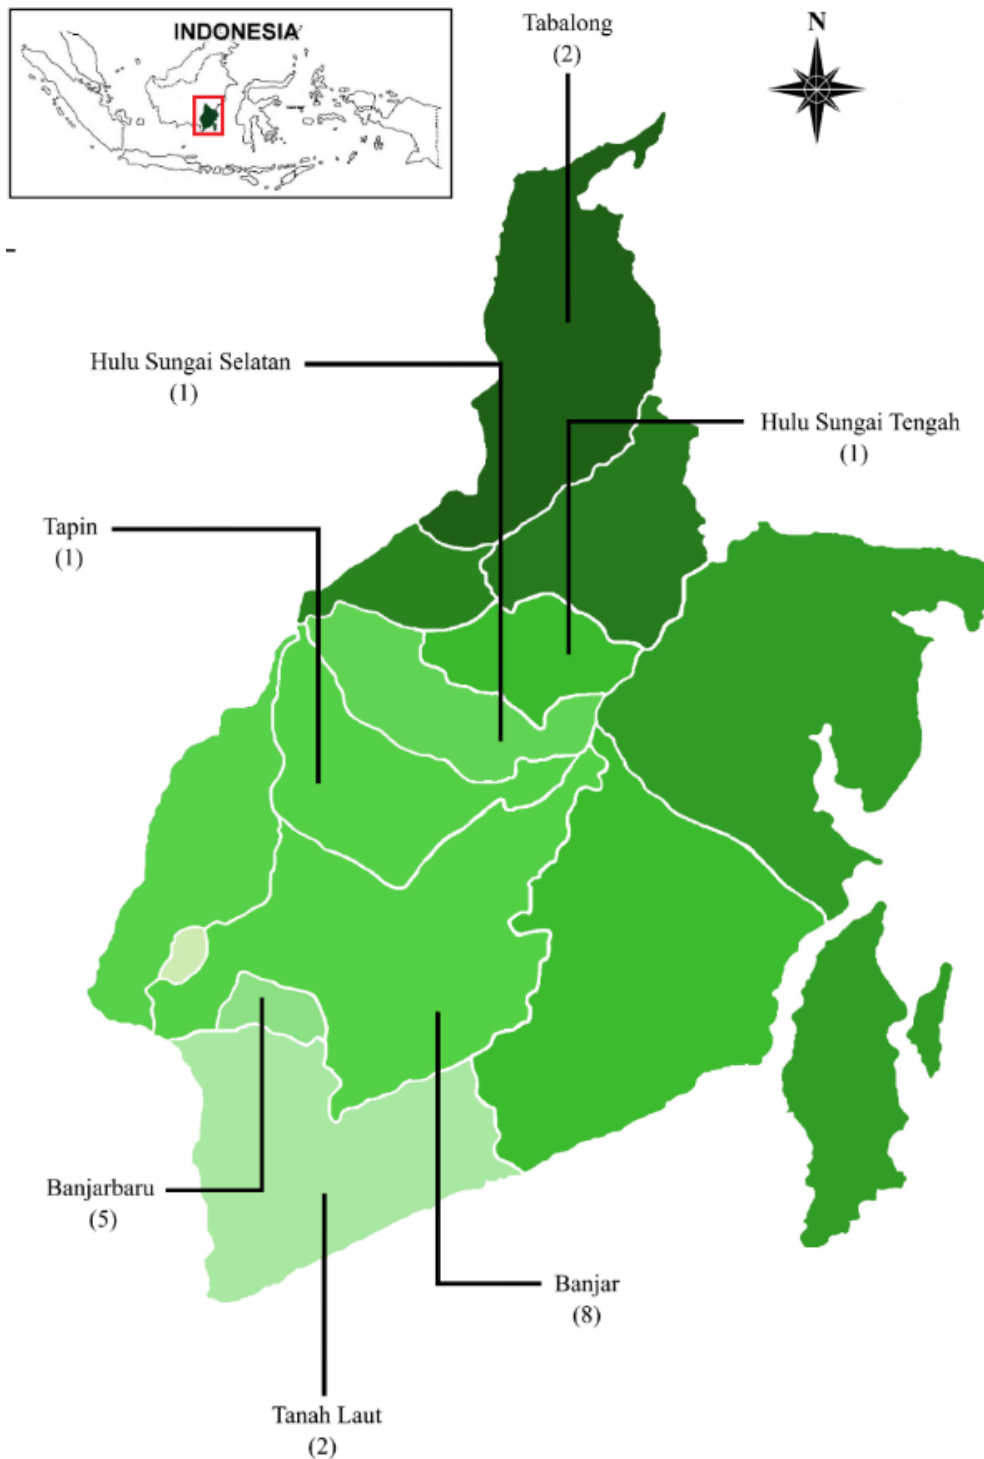 INDONESIA
N
Tabalong
(2)
Hulu Sungai Selatan
(1)
Hulu Sungai Tengah
(1)
Tapin
(1)
Banjarbaru
(5)
Banjar
(8)
Tanah Laut
(2)